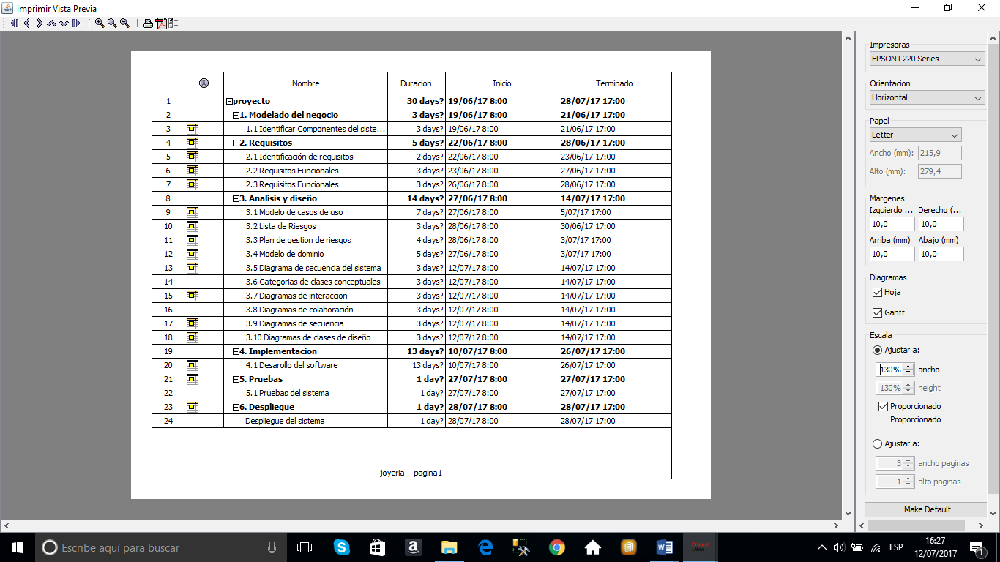 Imprimir Vista Previa
Nombre Duracion Inicio Terminado
1 proyecto 30 days? 19/06/17 8:00 28/07/17 17:00
2 1. Modelado del negocio 3 days? 19/06/17 8:00 21/06/17 17:00
3 1.1 Identificar Componentes del siste... 3 days? 19/06/17 8:00 21/06/17 17:00
4 2. Requisitos 5 days? 22/06/17 8:00 28/06/17 17:00
5 2.1 Identificación de requisitos 2 days? 22/06/17 8:00 23/06/17 17:00
6 2.2 Requisitos Funcionales 3 days? 23/06/17 8:00 27/06/17 17:00
7 2.3 Requisitos Funcionales 3 days? 26/06/17 8:00 28/06/17 17:00
8 3. Analisis y diseño 14 days? 27/06/17 8:00 14/07/17 17:00
9 3.1 Modelo de casos de uso 7 days? 27/06/17 8:00 5/07/17 17:00
10 3.2 Lista de Riesgos 3 days? 28/06/17 8:00 30/06/17 17:00
11 3.3 Plan de gestion de riesgos 4 days? 28/06/17 8:00 3/07/17 17:00
12 3.4 Modelo de dominio 5 days? 27/06/17 8:00 3/07/17 17:00
13 3.5 Diagrama de secuencia del sistema 3 days? 12/07/17 8:00 14/07/17 17:00
14 3.6 Categorias de clases conceptuales 3 days? 12/07/17 8:00 14/07/17 17:00
15 3.7 Diagramas de interaccion 3 days? 12/07/17 8:00 14/07/17 17:00
16 3.8 Diagramas de colaboración 3 days? 12/07/17 8:00 14/07/17 17:00
17 3.9 Diagramas de secuencia 3 days? 12/07/17 8:00 14/07/17 17:00
18 3.10 Diagramas de clases de diseño 3 days? 12/07/17 8:00 14/07/17 17:00
19 4. Implementacion 13 days? 10/07/17 8:00 26/07/17 17:00
20 4.1 Desarollo del software 13 days? 10/07/17 8:00 26/07/17 17:00
21 5. Pruebas 1 day? 27/07/17 8:00 27/07/17 17:00
22 5.1 Pruebas del sistema 1 day? 27/07/17 8:00 27/07/17 17:00
23 6. Despliegue 1 day? 28/07/17 8:00 28/07/17 17:00
24 Despliegue del sistema 1 day? 28/07/17 8:00 28/07/17 17:00
joyeria - pagina1
Impresoras
EPSON L220 Series
Orientacion
Horizontal
Papel
Letter
Ancho (mm): 215,9
Alto (mm): 279,4
Margenes
Izquierdo ... Derecho (...
10,0 10,0
Arriba (mm) Abajo (mm)
10,0 10,0
Diagramas
Hoja
Gantt
Escala
Ajustar a:
130% ancho
130% height
Proporcionado
Proporcionado
Ajustar a:
3 ancho paginas
1 alto paginas
Make Default
Escribe aquí para buscar
ESP
16:27
12/07/2017
1